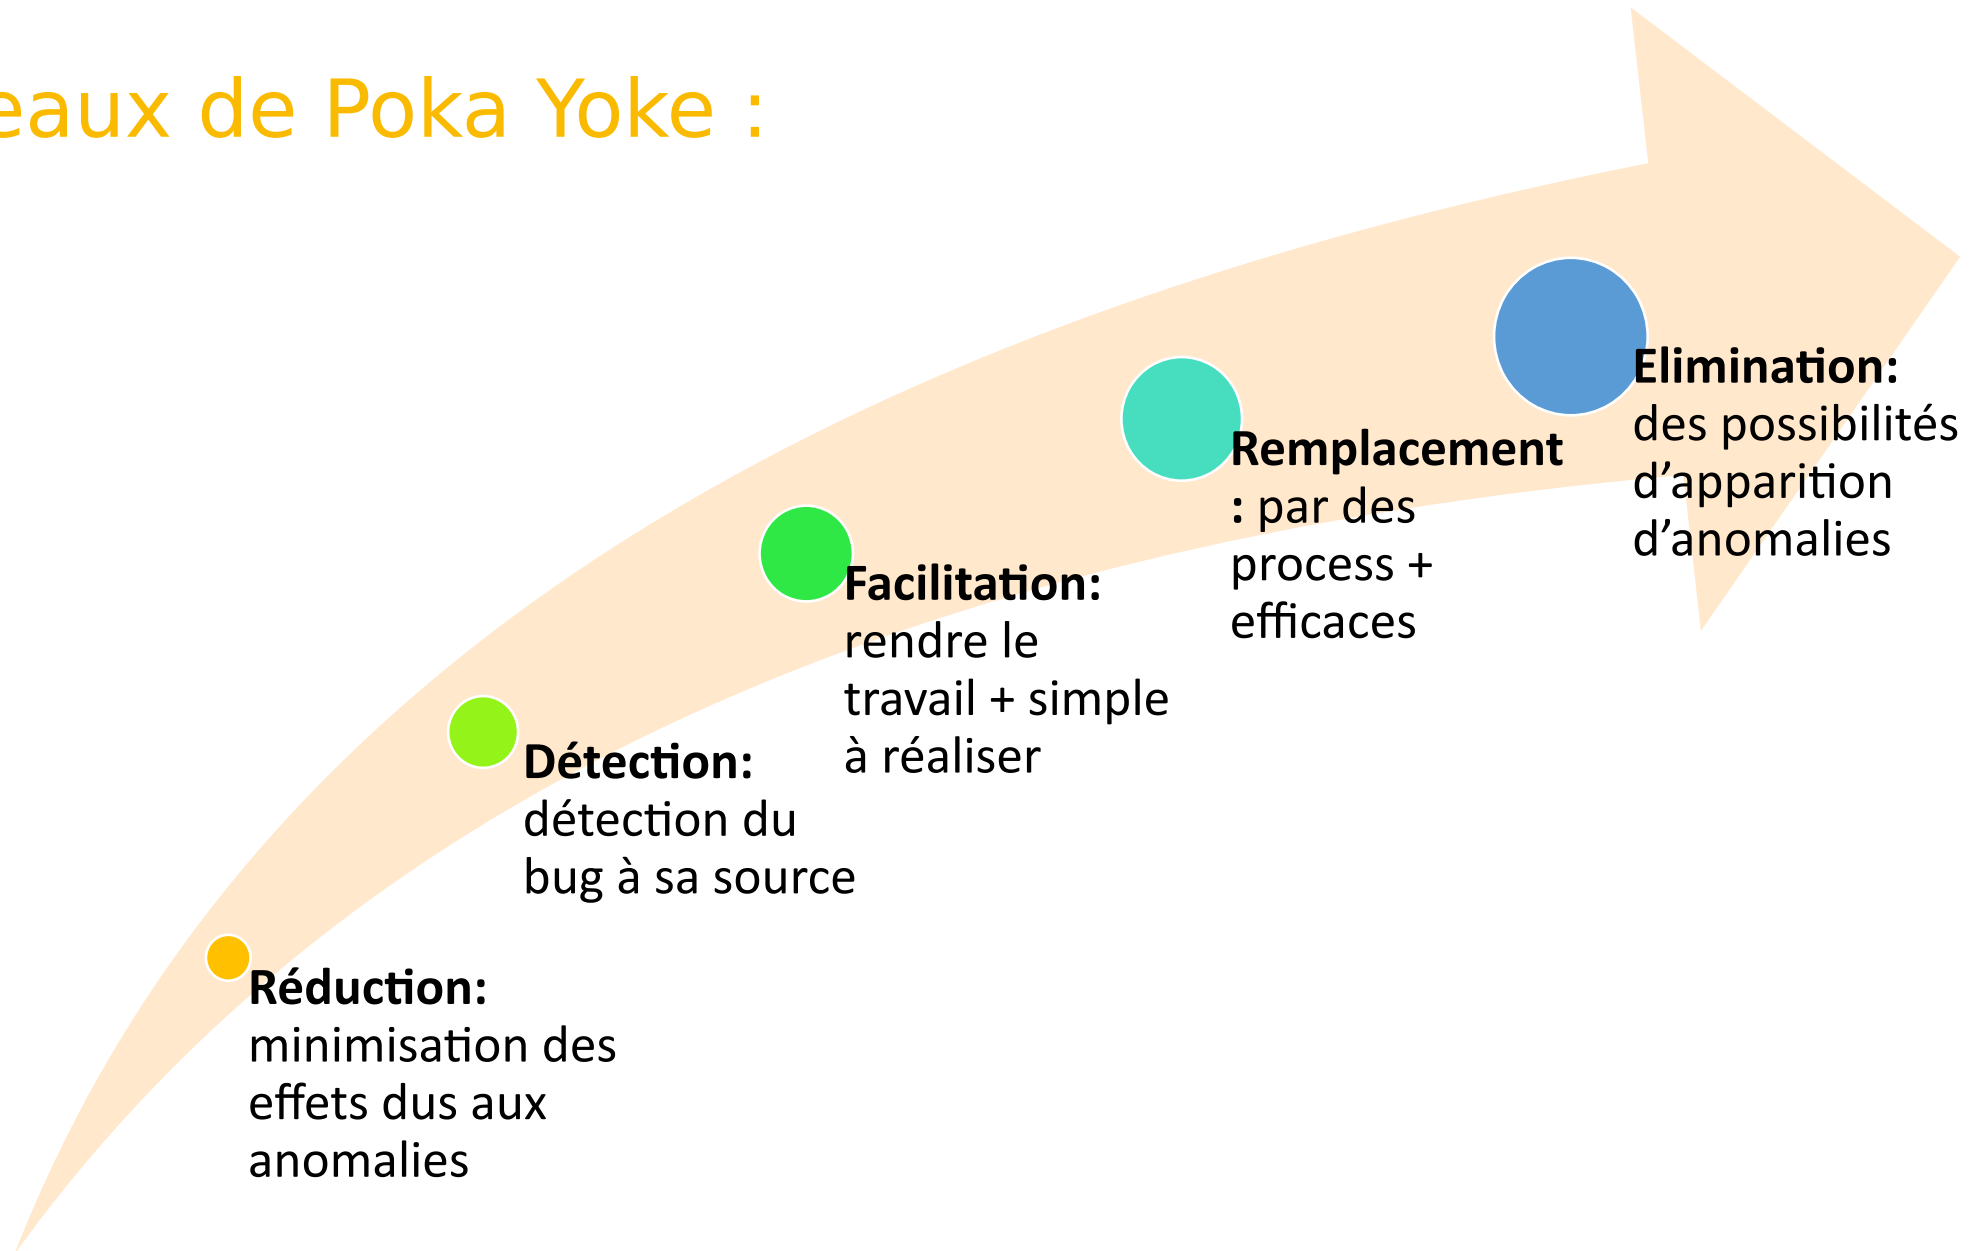 eaux de Poka Yoke :
Elimination:
des possibilités
d’apparition
d’anomalies
Remplacement
: par des
process +
efficaces
Facilitation:
rendre le
travail + simple
à réaliser
Détection:
détection du
bug à sa source
Réduction:
minimisation des
effets dus aux
anomalies